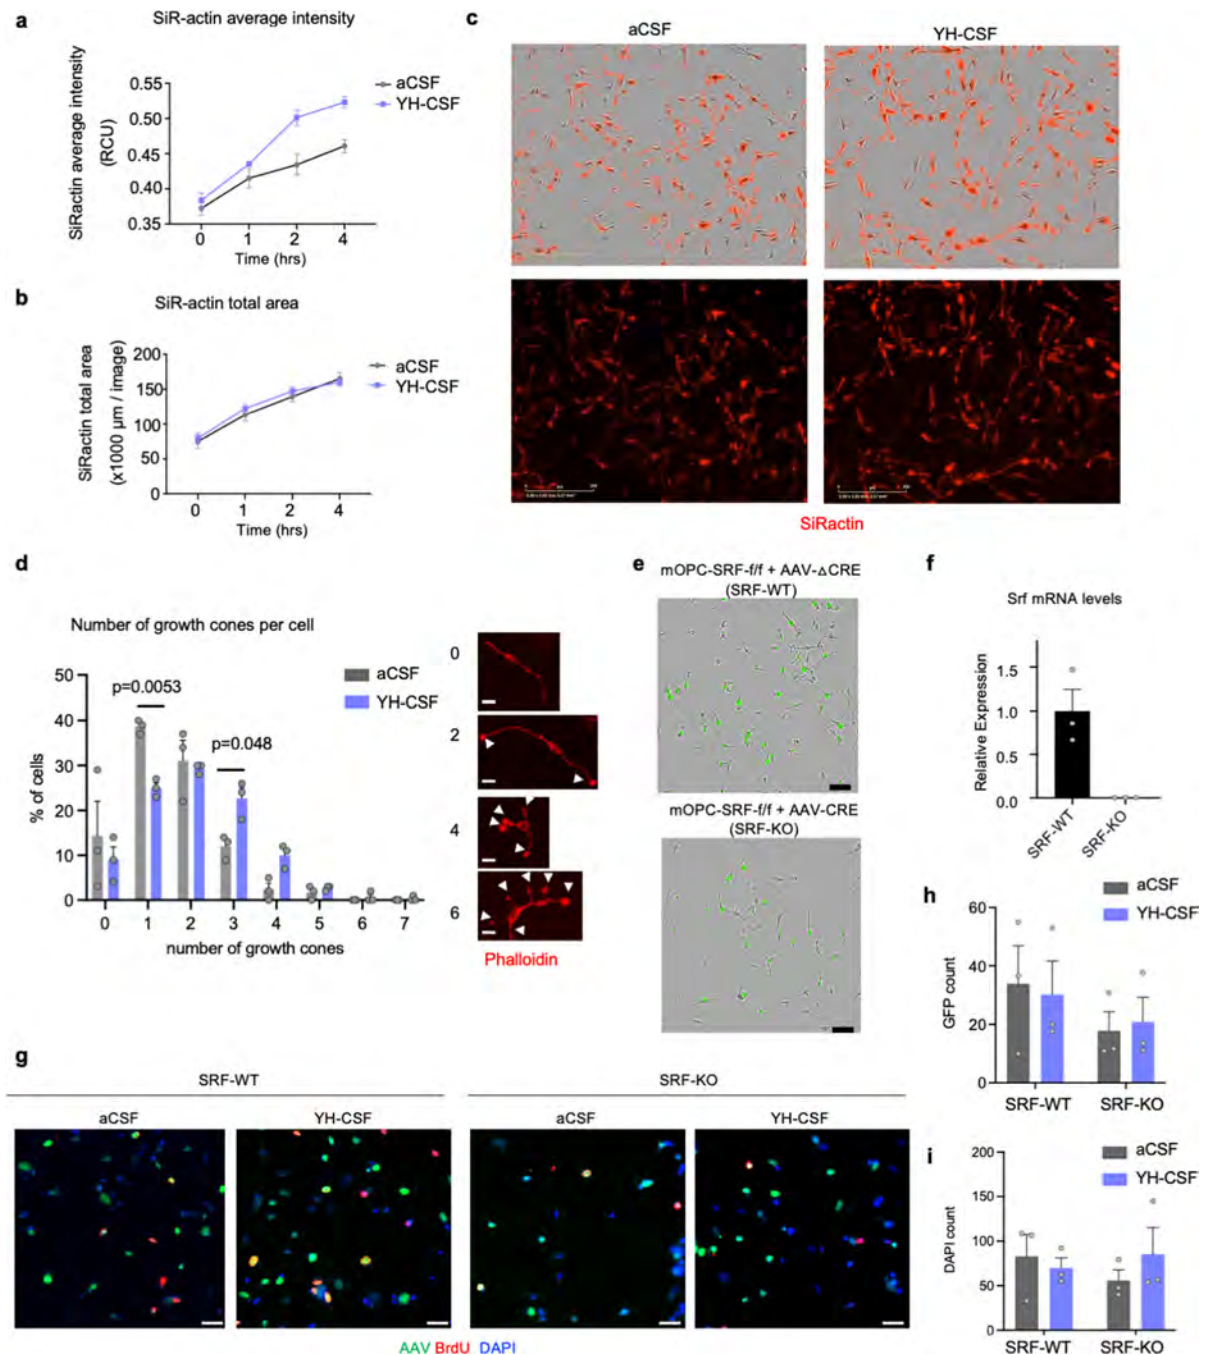 a
SiR-actin average intensity
SiRactin average intensity
(RCU)
0.55
0.50
0.45
0.40
0.35
0
1
2
4
Time (hrs)
aCSF
YH-CSF
b
SiR-actin total area
SiRactin total area
(x1000 µm / image)
200
150
100
50
0
0
1
2
4
Time (hrs)
aCSF
YH-CSF
c
aCSF
YH-CSF
SiRactin
d
Number of growth cones per cell
aCSF
YH-CSF
p=0.0053
p=0.048
% of cells
50
40
30
20
10
0
0
1
2
3
4
5
6
7
number of growth cones
0
2
4
6
Phalloidin
e
mOPC-SRF-f/f + AAV-ΔCRE
(SRF-WT)
mOPC-SRF-f/f + AAV-CRE
(SRF-KO)
f
Srf mRNA levels
Relative Expression
1.5
1.0
0.5
0.0
SRF-WT
SRF-KO
g
SRF-WT
SRF-KO
aCSF
YH-CSF
aCSF
YH-CSF
AAV BrdU DAPI
h
aCSF
YH-CSF
GFP count
60
40
20
0
SRF-WT
SRF-KO
i
aCSF
YH-CSF
DAPI count
200
150
100
50
0
SRF-WT
SRF-KO